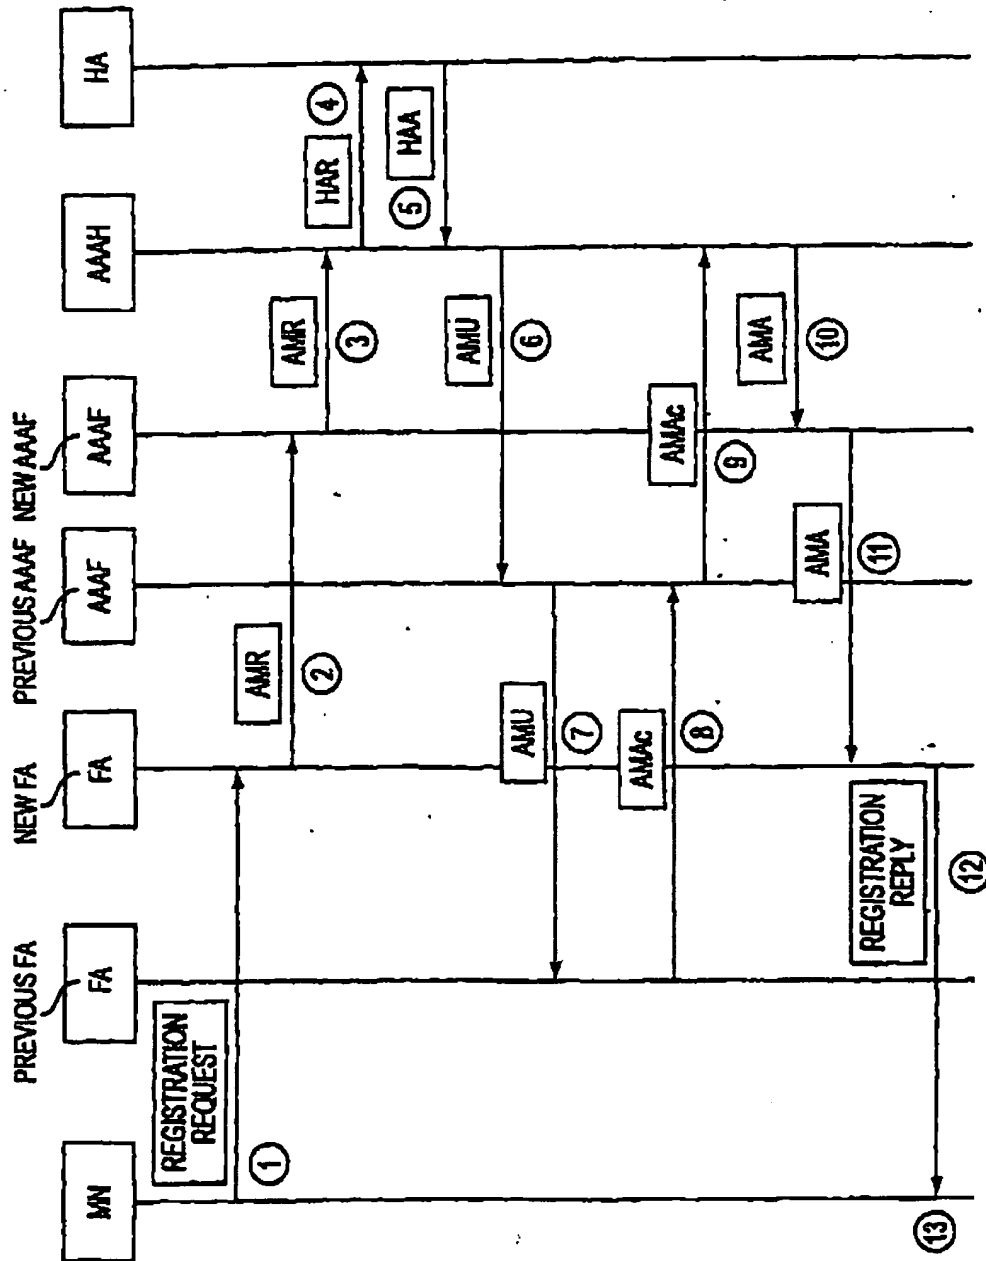 PREVIOUS FA
NEW FA
PREVIOUS AAAF
NEW AAAF
MN
FA
FA
AAAF
AAAF
AAAH
HA
REGISTRATION
REQUEST
1
AMR
2
AMR
3
HAR
4
5
HAA
AMU
6
AMU
7
AMAc
8
AMAc
9
AMA
10
AMA
11
REGISTRATION
REPLY
12
13